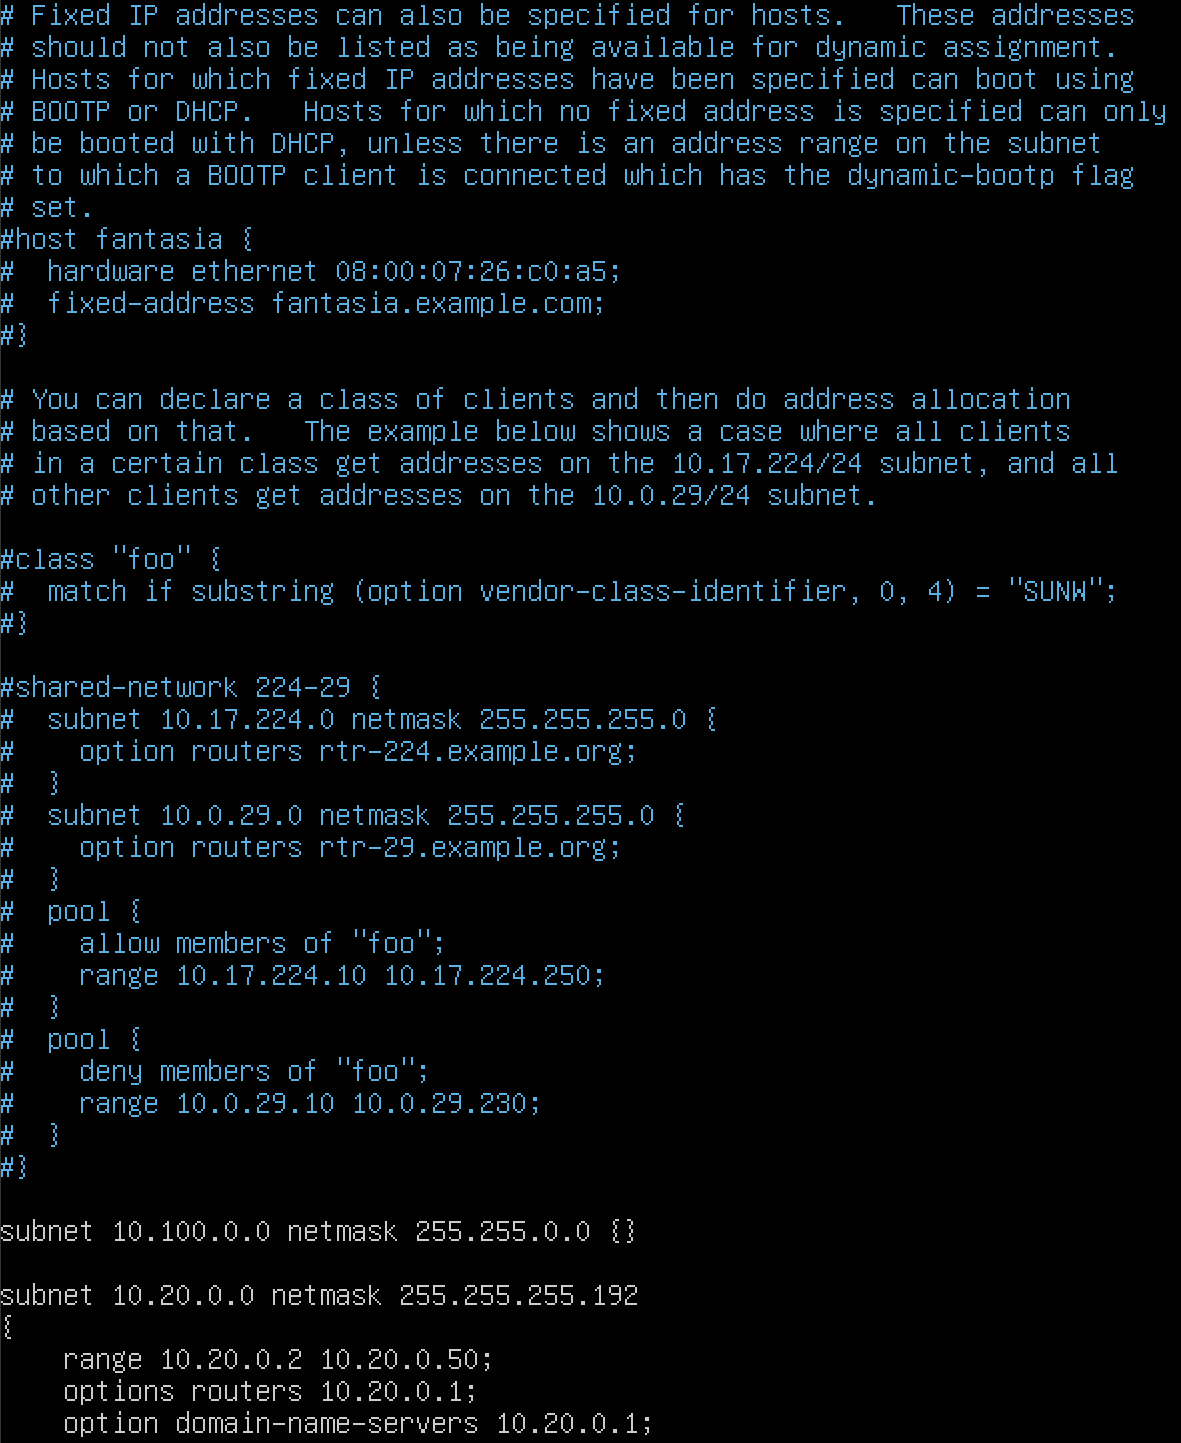 # Fixed IP addresses can also be specified for hosts.   These addresses
# should not also be listed as being available for dynamic assignment.
# Hosts for which fixed IP addresses have been specified can boot using
# BOOTP or DHCP.   Hosts for which no fixed address is specified can only
# be booted with DHCP, unless there is an address range on the subnet
# to which a BOOTP client is connected which has the dynamic-bootp flag
# set.
#host fantasia {
#  hardware ethernet 08:00:07:26:c0:a5;
#  fixed-address fantasia.example.com;
#}

# You can declare a class of clients and then do address allocation
# based on that.   The example below shows a case where all clients
# in a certain class get addresses on the 10.17.224/24 subnet, and all
# other clients get addresses on the 10.0.29/24 subnet.

#class "foo" {
#  match if substring (option vendor-class-identifier, 0, 4) = "SUNW";
#}

#shared-network 224-29 {
#  subnet 10.17.224.0 netmask 255.255.255.0 {
#    option routers rtr-224.example.org;
#  }
#  subnet 10.0.29.0 netmask 255.255.255.0 {
#    option routers rtr-29.example.org;
#  }
#  pool {
#    allow members of "foo";
#    range 10.17.224.10 10.17.224.250;
#  }
#  pool {
#    deny members of "foo";
#    range 10.0.29.10 10.0.29.230;
#  }
#}

subnet 10.100.0.0 netmask 255.255.0.0 {}

subnet 10.20.0.0 netmask 255.255.255.192
{
    range 10.20.0.2 10.20.0.50;
    options routers 10.20.0.1;
    option domain-name-servers 10.20.0.1;